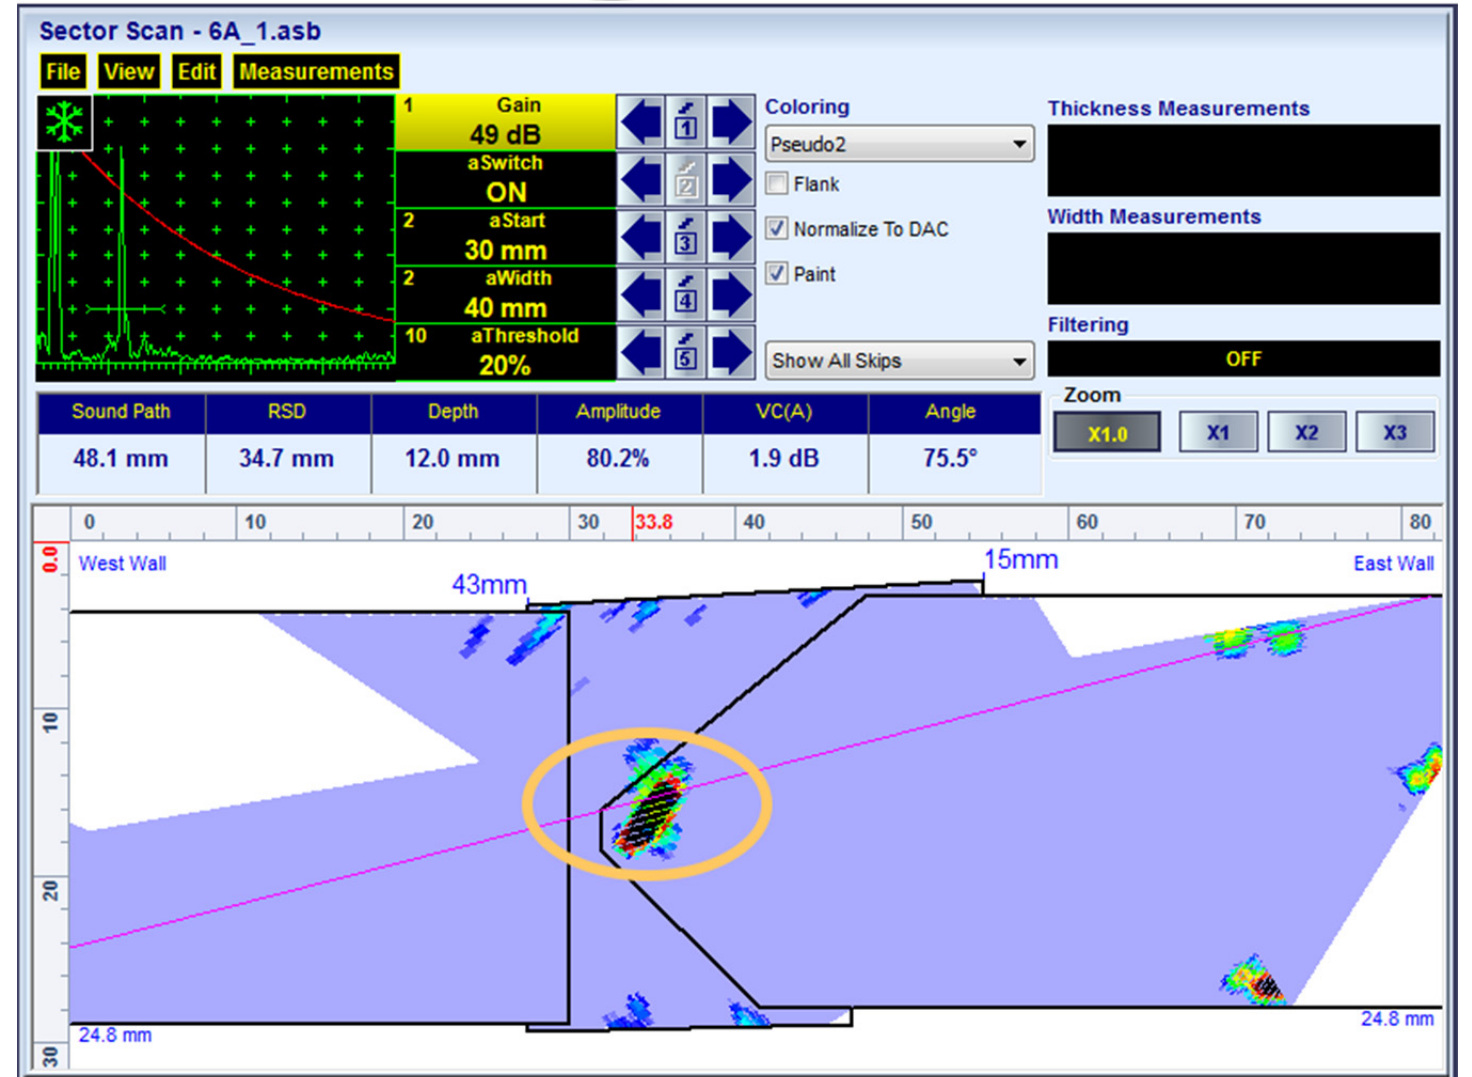 Sector Scan - 6A_1.asb
File View Edit Measurements
1 Gain
49 dB
aSwitch
ON
2 aStart
30 mm
2 aWidth
40 mm
10 aThreshold
20%
1
2
3
4
5
Coloring
Pseudo2
Flank
Normalize To DAC
Paint
Show All Skips
Thickness Measurements
Width Measurements
Filtering
OFF
Zoom
X1.0 X1 X2 X3
Sound Path RSD Depth Amplitude VC(A) Angle
48.1 mm 34.7 mm 12.0 mm 80.2% 1.9 dB 75.5°
0 10 20 30 33.8 40 50 60 70 80
0.0
10
20
30
West Wall
43mm
15mm
East Wall
24.8 mm
24.8 mm